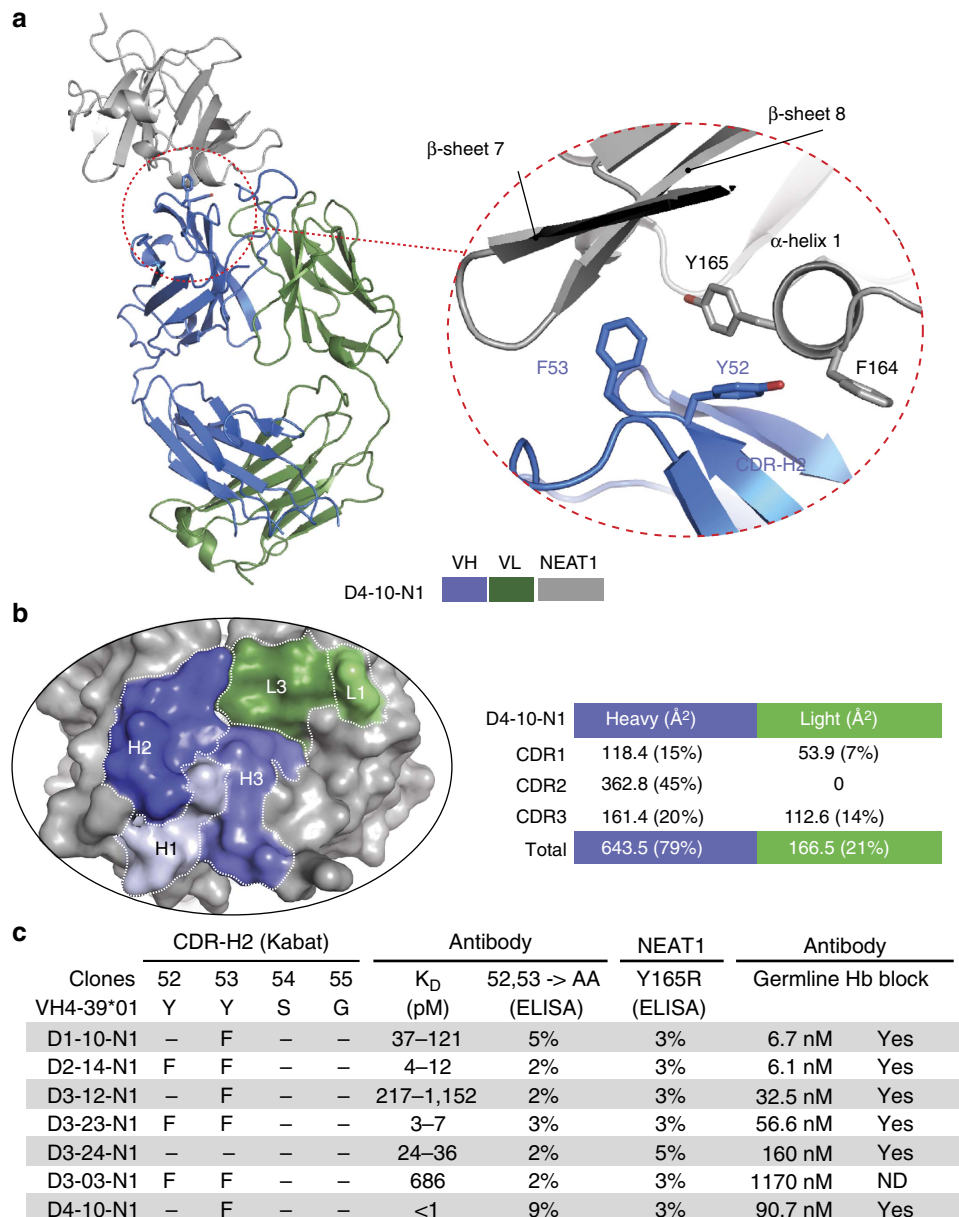 a
β-sheet 7
β-sheet 8
α-helix 1
Y165
F164
F53
Y52
CDR-H2
VH VL NEAT1
D4-10-N1
b
H2
L3
L1
H3
H1
D4-10-N1 Heavy (Å²) Light (Å²)
CDR1 118.4 (15%) 53.9 (7%)
CDR2 362.8 (45%) 0
CDR3 161.4 (20%) 112.6 (14%)
Total 643.5 (79%) 166.5 (21%)
c
CDR-H2 (Kabat) Antibody NEAT1 Antibody
Clones 52 53 54 55 K_D 52,53 -> AA Y165R Germline Hb block
VH4-39*01 Y Y S G (pM) (ELISA) (ELISA)
D1-10-N1 – F – – 37–121 5% 3% 6.7 nM Yes
D2-14-N1 F F – – 4–12 2% 3% 6.1 nM Yes
D3-12-N1 – F – – 217–1,152 2% 3% 32.5 nM Yes
D3-23-N1 F F – – 3–7 3% 3% 56.6 nM Yes
D3-24-N1 – – – – 24–36 2% 5% 160 nM Yes
D3-03-N1 F F – – 686 2% 3% 1170 nM ND
D4-10-N1 – F – – <1 9% 3% 90.7 nM Yes